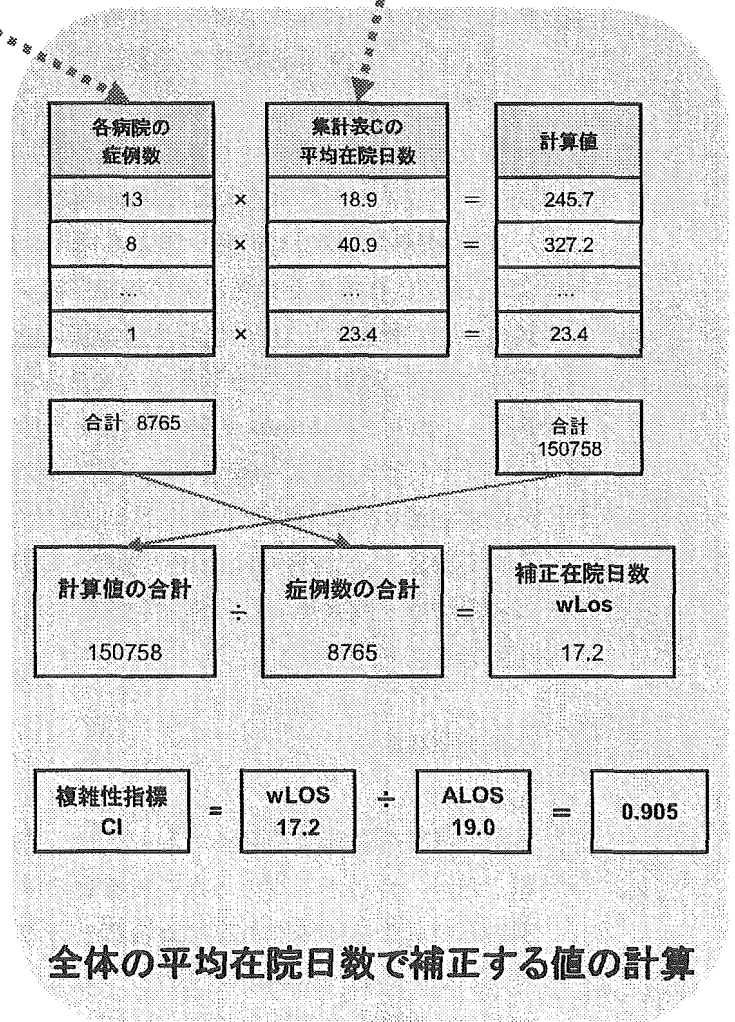 各病院の 集計表Cの 計算値
症例数 平均在院日数
13 × 18.9 = 245.7
8 × 40.9 = 327.2
... ... ...
1 × 23.4 = 23.4
合計 8765 合計
150758
計算値の合計 ÷ 症例数の合計 = 補正在院日数
wLos
150758 8765 17.2
複雑性指標 = wLOS ÷ ALOS = 0.905
CI 17.2 19.0
全体の平均在院日数で補正する値の計算